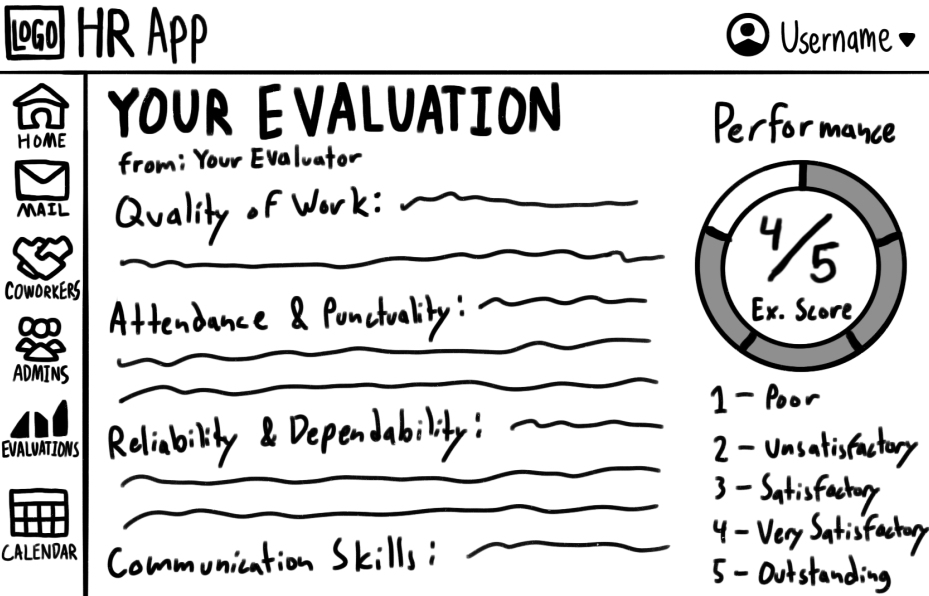 LOGO HR App
Username
HOME
MAIL
COWORKERS
ADMINS
EVALUATIONS
CALENDAR
YOUR EVALUATION
from: Your Evaluator
Quality of Work:
Attendance & Punctuality:
Reliability & Dependability:
Communication Skills:
Performance
4/5
Ex. Score
1 - Poor
2 - Unsatisfactory
3 - Satisfactory
4 - Very Satisfactory
5 - Outstanding